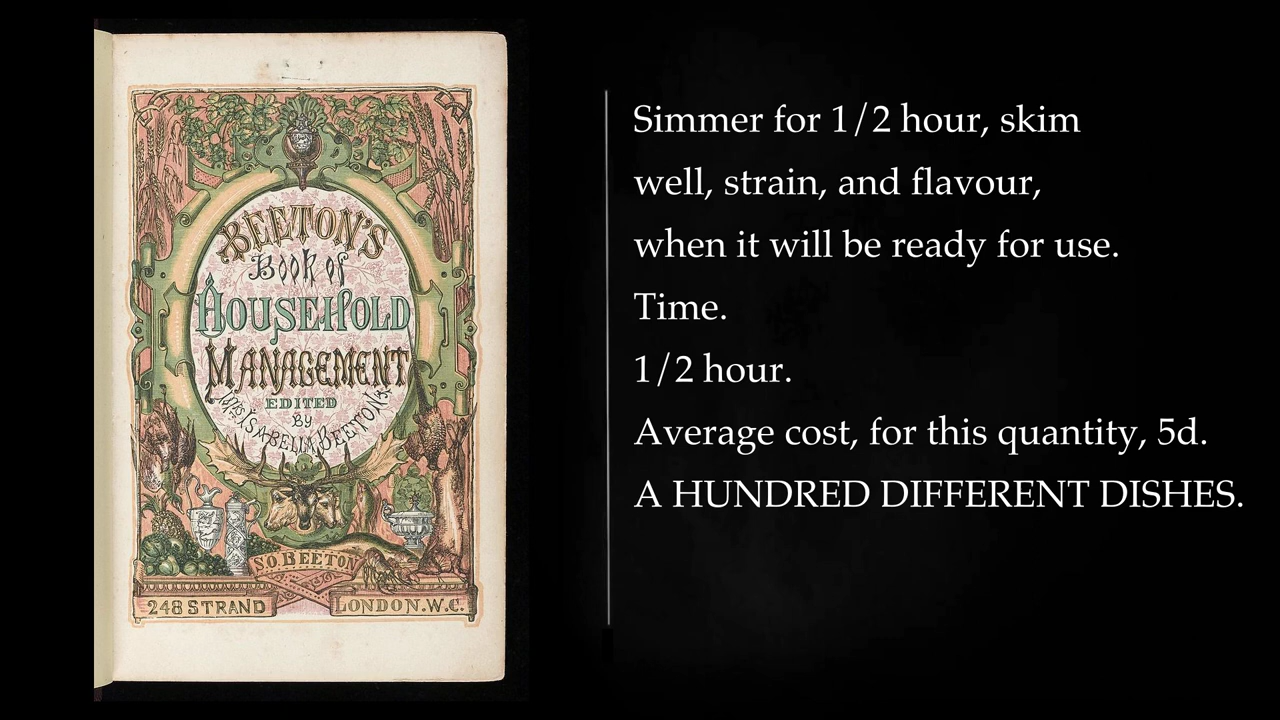 BEETON'S
Book of
HOUSEHOLD
MANAGEMENT
EDITED
BY
MRS ISABELLA BEETON
S.O. BEETON
248 STRAND
LONDON. W.C.
Simmer for 1/2 hour, skim
well, strain, and flavour,
when it will be ready for use.
Time.
1/2 hour.
Average cost, for this quantity, 5d.
A HUNDRED DIFFERENT DISHES.